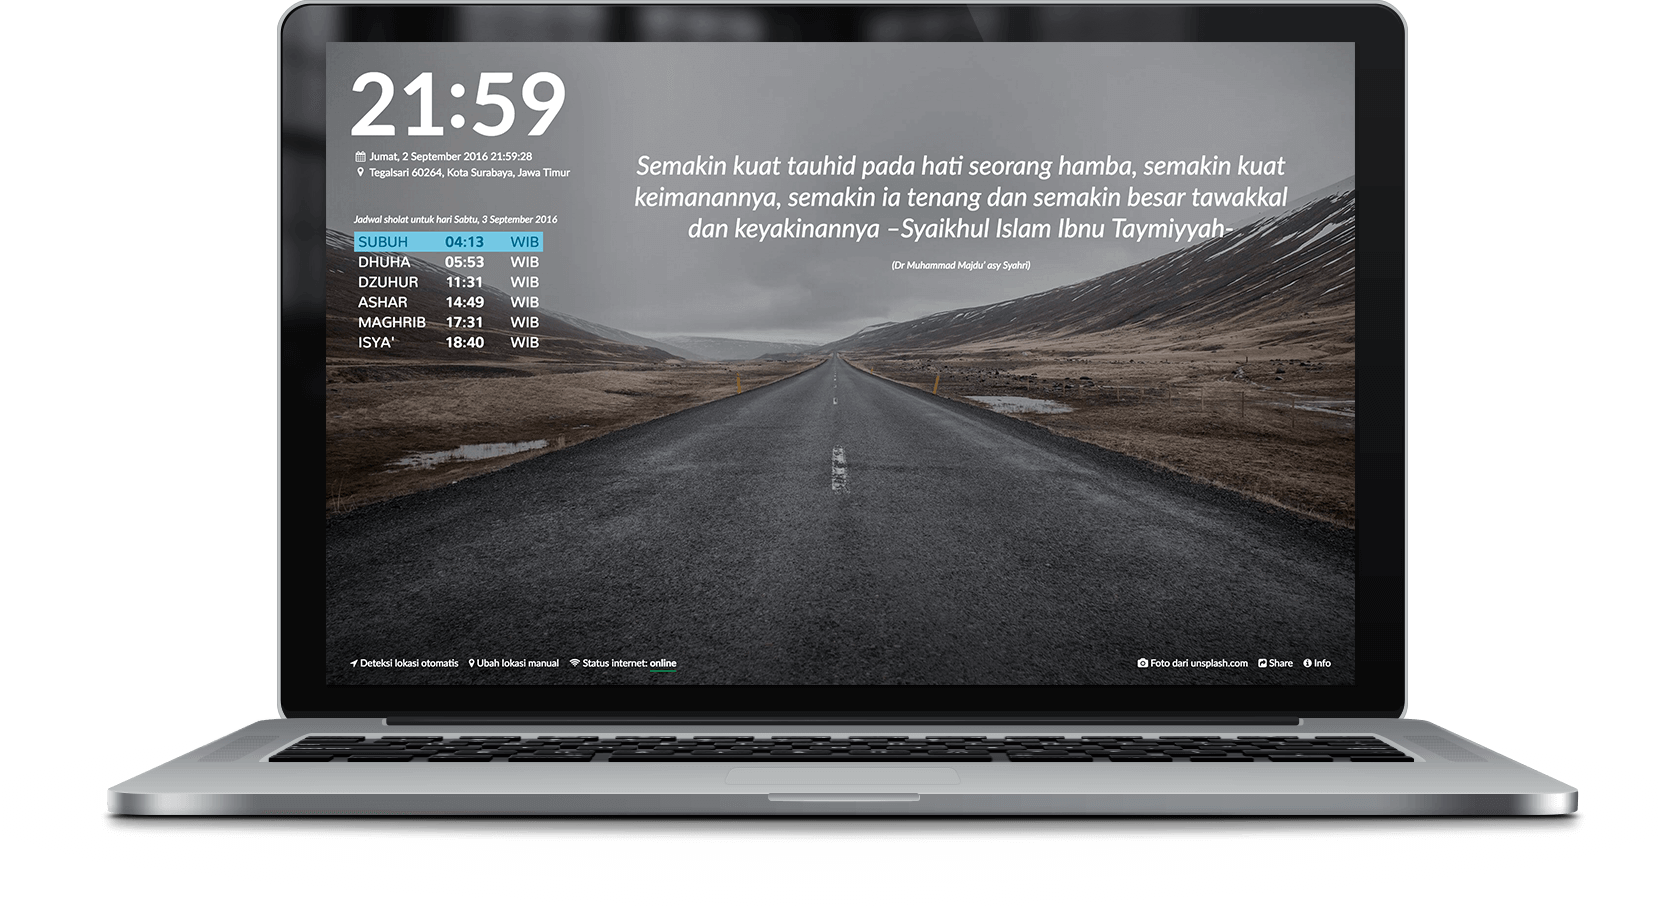 21:59
Jumat, 2 September 2016 21:59:28
Tegalsari 60264, Kota Surabaya, Jawa Timur
Jadwal sholat untuk hari Sabtu, 3 September 2016
SUBUH 04:13 WIB
DHUHA 05:53 WIB
DZUHUR 11:31 WIB
ASHAR 14:49 WIB
MAGHRIB 17:31 WIB
ISYA' 18:40 WIB
Semakin kuat tauhid pada hati seorang hamba, semakin kuat
keimanannya, semakin ia tenang dan semakin besar tawakkal
dan keyakinannya –Syaikhul Islam Ibnu Taymiyyah-
(Dr Muhammad Majdu' asy Syahri)
Deteksi lokasi otomatis Ubah lokasi manual Status internet: online
Foto dari unsplash.com Share Info